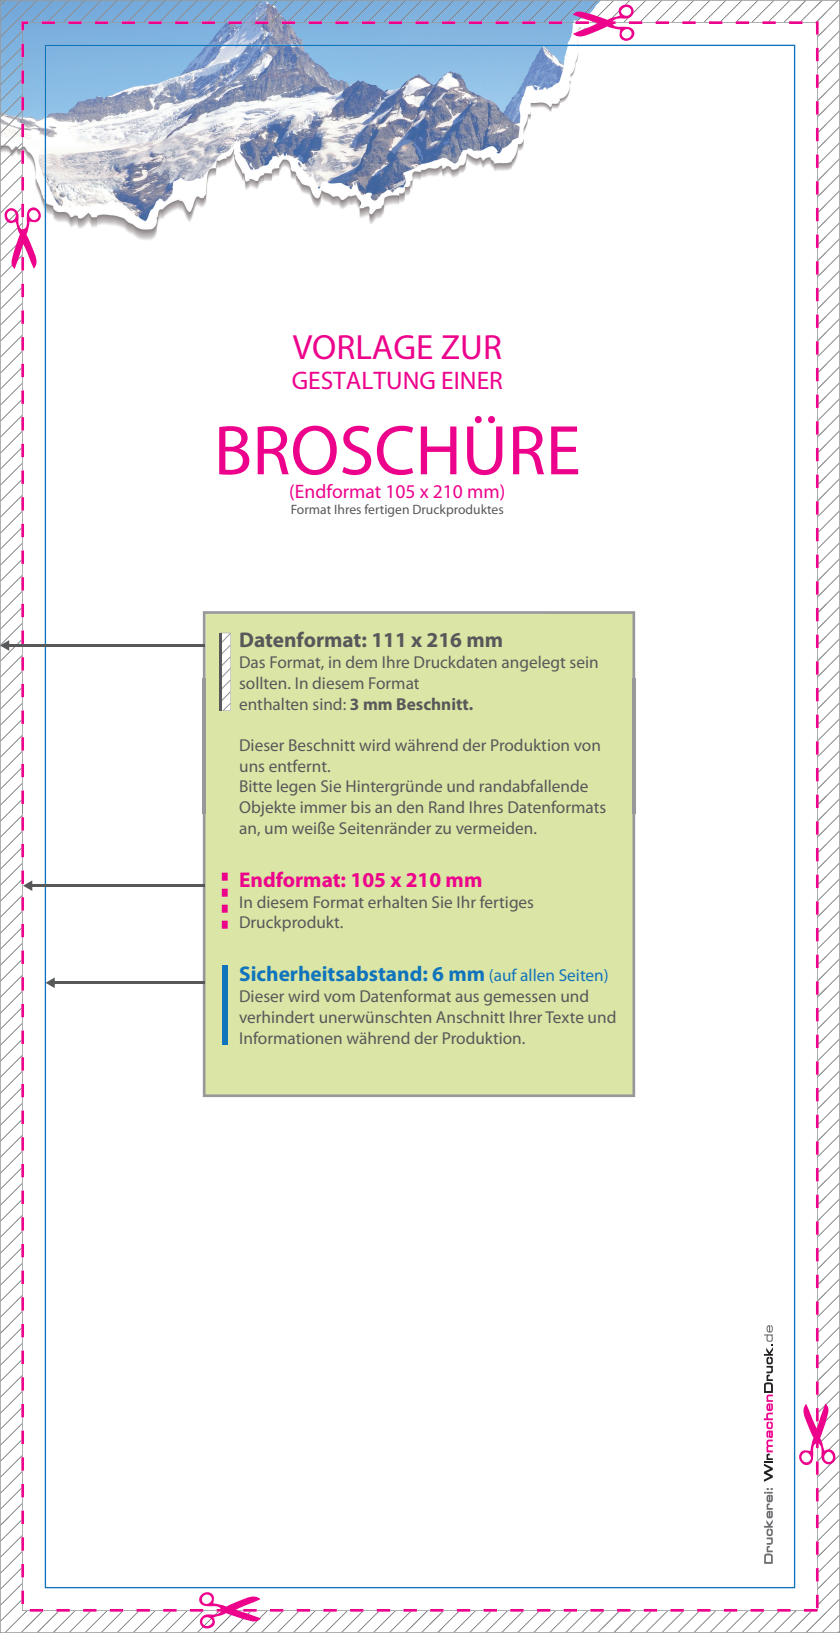 VORLAGE ZUR
GESTALTUNG EINER
BROSCHÜRE
(Endformat 105 x 210 mm)
Format Ihres fertigen Druckproduktes
Datenformat: 111 x 216 mm
Das Format, in dem Ihre Druckdaten angelegt sein
sollten. In diesem Format
enthalten sind: 3 mm Beschnitt.
Dieser Beschnitt wird während der Produktion von
uns entfernt.
Bitte legen Sie Hintergründe und randabfallende
Objekte immer bis an den Rand Ihres Datenformats
an, um weiße Seitenränder zu vermeiden.
Endformat: 105 x 210 mm
In diesem Format erhalten Sie Ihr fertiges
Druckprodukt.
Sicherheitsabstand: 6 mm (auf allen Seiten)
Dieser wird vom Datenformat aus gemessen und
verhindert unerwünschten Anschnitt Ihrer Texte und
Informationen während der Produktion.
Druckerei: WirmachenDruck.de